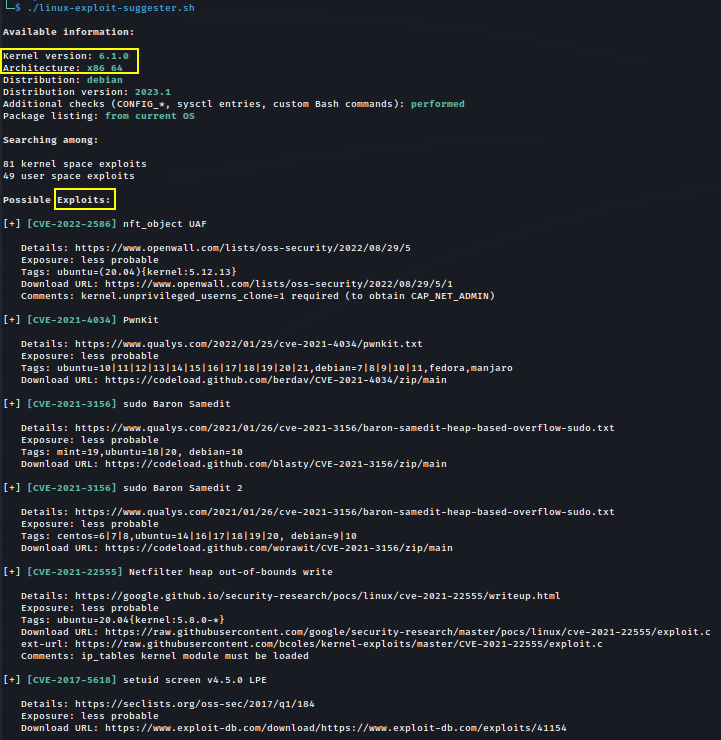 └─$ ./linux-exploit-suggester.sh
Available information:
Kernel version: 6.1.0
Architecture: x86_64
Distribution: debian
Distribution version: 2023.1
Additional checks (CONFIG_*, sysctl entries, custom Bash commands): performed
Package listing: from current OS
Searching among:
81 kernel space exploits
49 user space exploits
Possible Exploits:
[+] [CVE-2022-2586] nft_object UAF
Details: https://www.openwall.com/lists/oss-security/2022/08/29/5
Exposure: less probable
Tags: ubuntu=(20.04){kernel:5.12.13}
Download URL: https://www.openwall.com/lists/oss-security/2022/08/29/5/1
Comments: kernel.unprivileged_userns_clone=1 required (to obtain CAP_NET_ADMIN)
[+] [CVE-2021-4034] PwnKit
Details: https://www.qualys.com/2022/01/25/cve-2021-4034/pwnkit.txt
Exposure: less probable
Tags: ubuntu=10|11|12|13|14|15|16|17|18|19|20|21,debian=7|8|9|10|11,fedora,manjaro
Download URL: https://codeload.github.com/berdav/CVE-2021-4034/zip/main
[+] [CVE-2021-3156] sudo Baron Samedit
Details: https://www.qualys.com/2021/01/26/cve-2021-3156/baron-samedit-heap-based-overflow-sudo.txt
Exposure: less probable
Tags: mint=19,ubuntu=18|20, debian=10
Download URL: https://codeload.github.com/blasty/CVE-2021-3156/zip/main
[+] [CVE-2021-3156] sudo Baron Samedit 2
Details: https://www.qualys.com/2021/01/26/cve-2021-3156/baron-samedit-heap-based-overflow-sudo.txt
Exposure: less probable
Tags: centos=6|7|8,ubuntu=14|16|17|18|19|20, debian=9|10
Download URL: https://codeload.github.com/worawit/CVE-2021-3156/zip/main
[+] [CVE-2021-22555] Netfilter heap out-of-bounds write
Details: https://google.github.io/security-research/pocs/linux/cve-2021-22555/writeup.html
Exposure: less probable
Tags: ubuntu=20.04{kernel:5.8.0-*}
Download URL: https://raw.githubusercontent.com/google/security-research/master/pocs/linux/cve-2021-22555/exploit.c
ext-url: https://raw.githubusercontent.com/bcoles/kernel-exploits/master/CVE-2021-22555/exploit.c
Comments: ip_tables kernel module must be loaded
[+] [CVE-2017-5618] setuid screen v4.5.0 LPE
Details: https://seclists.org/oss-sec/2017/q1/184
Exposure: less probable
Download URL: https://www.exploit-db.com/download/https://www.exploit-db.com/exploits/41154